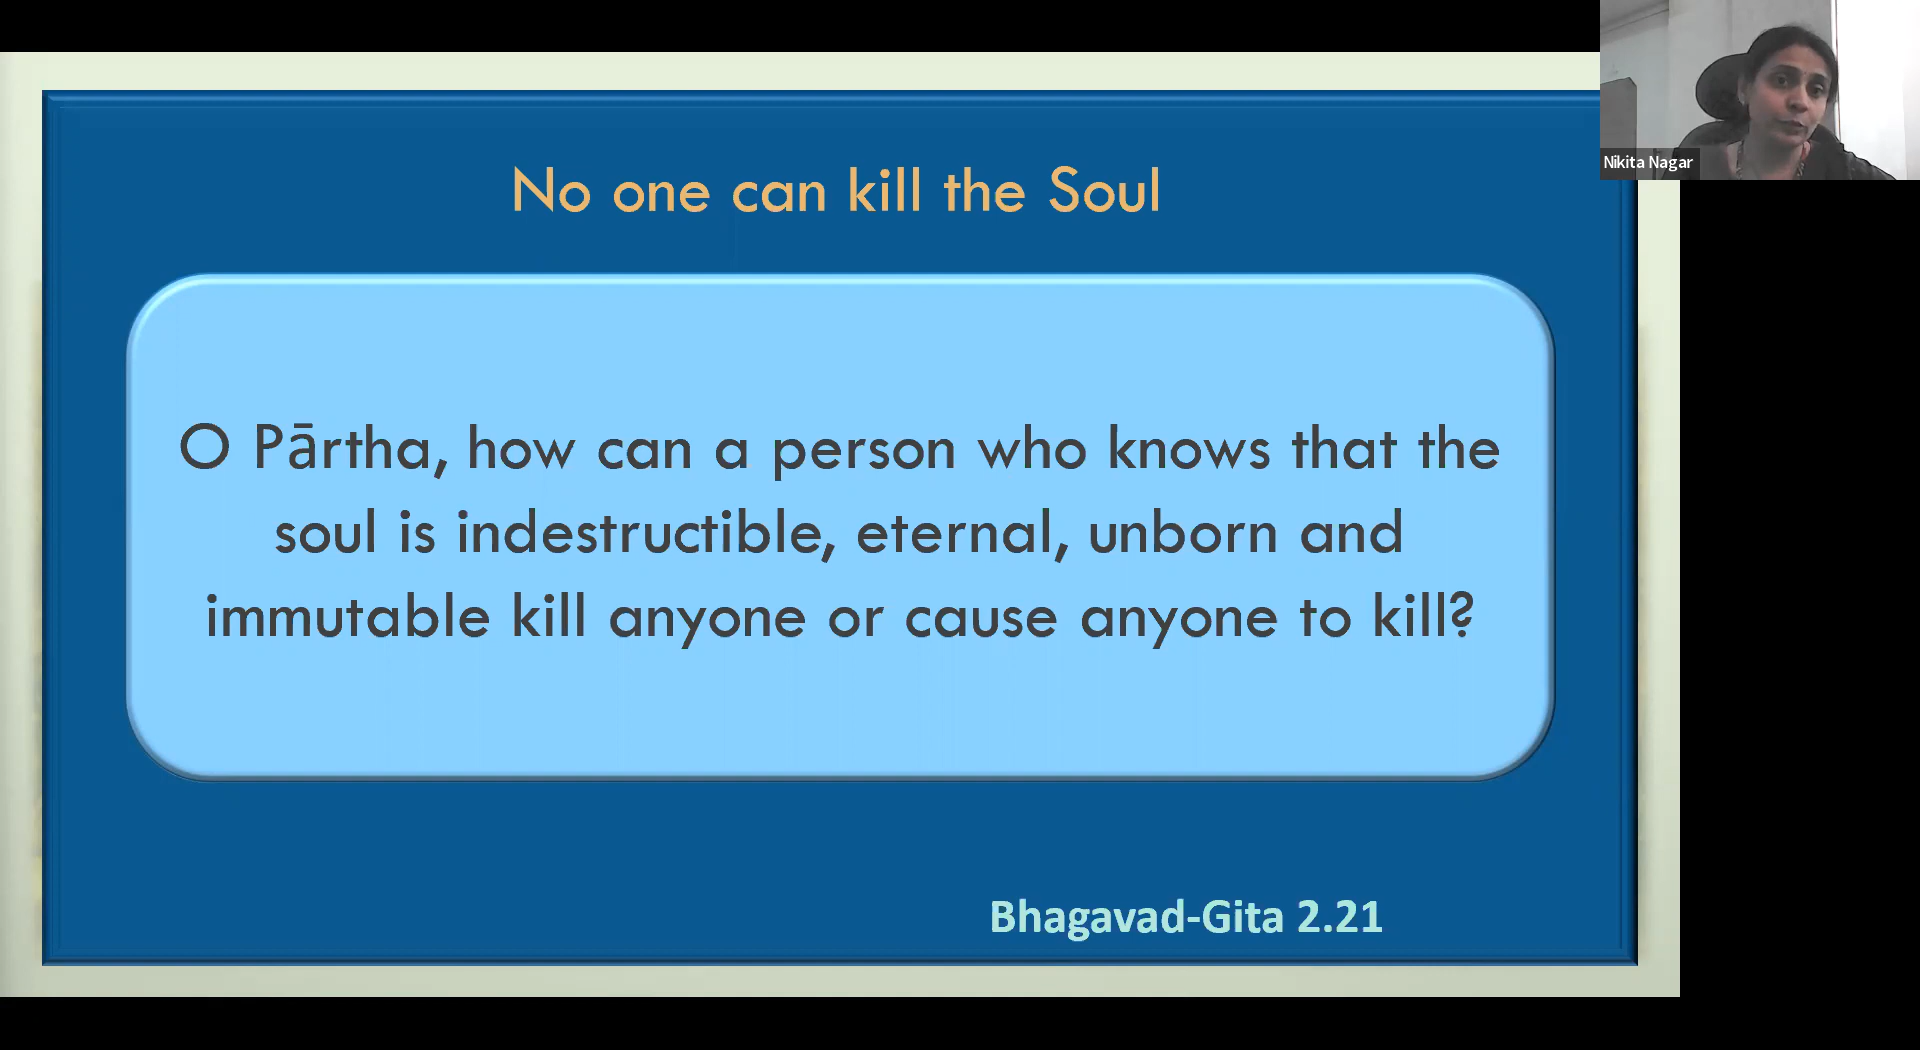 No one can kill the Soul
O Pārtha, how can a person who knows that the
soul is indestructible, eternal, unborn and
immutable kill anyone or cause anyone to kill?
Bhagavad-Gita 2.21
Nikita Nagar